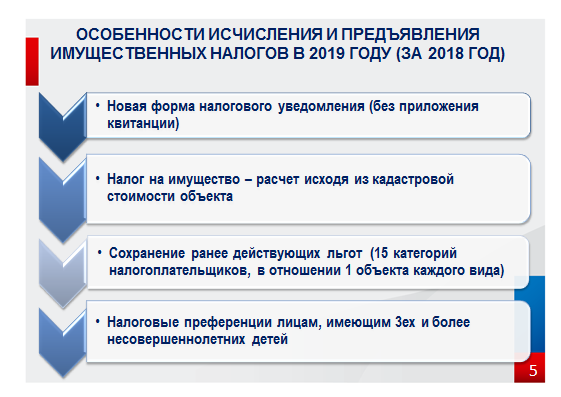 ОСОБЕННОСТИ ИСЧИСЛЕНИЯ И ПРЕДЪЯВЛЕНИЯ
ИМУЩЕСТВЕННЫХ НАЛОГОВ В 2019 ГОДУ (ЗА 2018 ГОД)
• Новая форма налогового уведомления (без приложения
квитанции)
• Налог на имущество – расчет исходя из кадастровой
стоимости объекта
• Сохранение ранее действующих льгот (15 категорий
налогоплательщиков, в отношении 1 объекта каждого вида)
• Налоговые преференции лицам, имеющим 3ех и более
несовершеннолетних детей
5